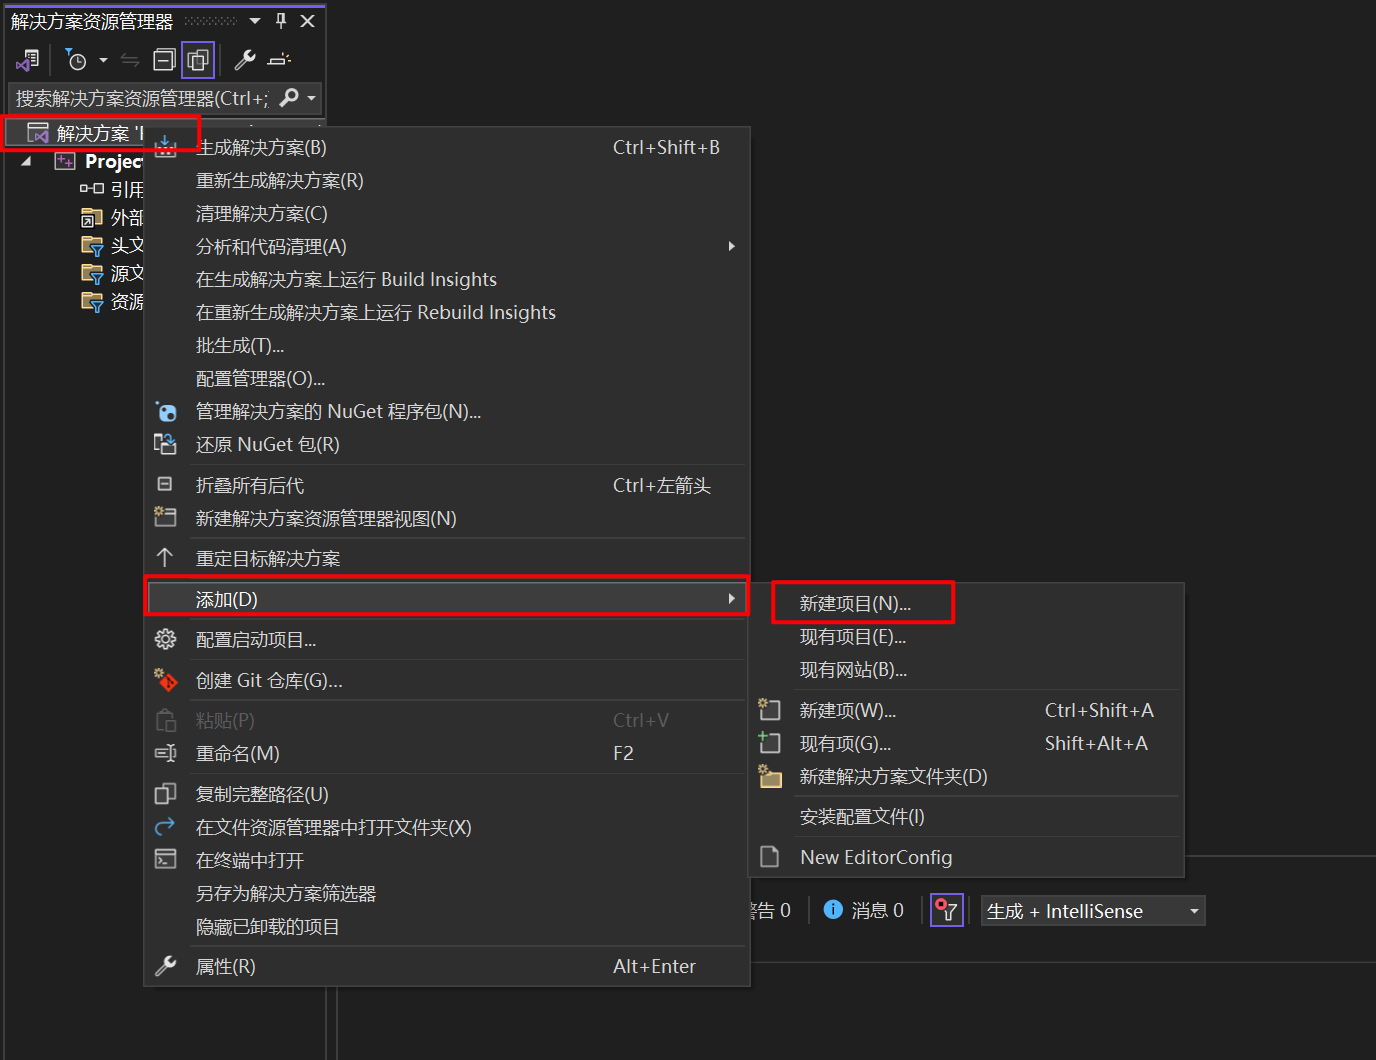 解决方案资源管理器
搜索解决方案资源管理器(Ctrl+;
解决方案
Projec
引用
外部
头文
源文
资源
生成解决方案(B) Ctrl+Shift+B
重新生成解决方案(R)
清理解决方案(C)
分析和代码清理(A)
在生成解决方案上运行 Build Insights
在重新生成解决方案上运行 Rebuild Insights
批生成(T)...
配置管理器(O)...
管理解决方案的 NuGet 程序包(N)...
还原 NuGet 包(R)
折叠所有后代 Ctrl+左箭头
新建解决方案资源管理器视图(N)
重定目标解决方案
添加(D)
配置启动项目...
创建 Git 仓库(G)...
粘贴(P) Ctrl+V
重命名(M) F2
复制完整路径(U)
在文件资源管理器中打开文件夹(X)
在终端中打开
另存为解决方案筛选器
隐藏已卸载的项目
属性(R) Alt+Enter
新建项目(N)...
现有项目(E)...
现有网站(B)...
新建项(W)... Ctrl+Shift+A
现有项(G)... Shift+Alt+A
新建解决方案文件夹(D)
安装配置文件(I)
New EditorConfig
警告 0
消息 0
生成 + IntelliSense